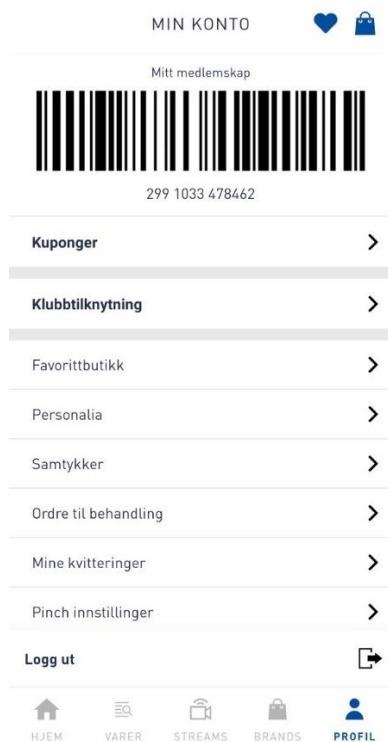 MIN KONTO
Mitt medlemskap
299 1033 478462
Kuponger
Klubbtilknytning
Favorittbutikk
Personalia
Samtykker
Ordre til behandling
Mine kvitteringer
Pinch innstillinger
Logg ut
HJEM VARER STREAMS BRANDS PROFIL